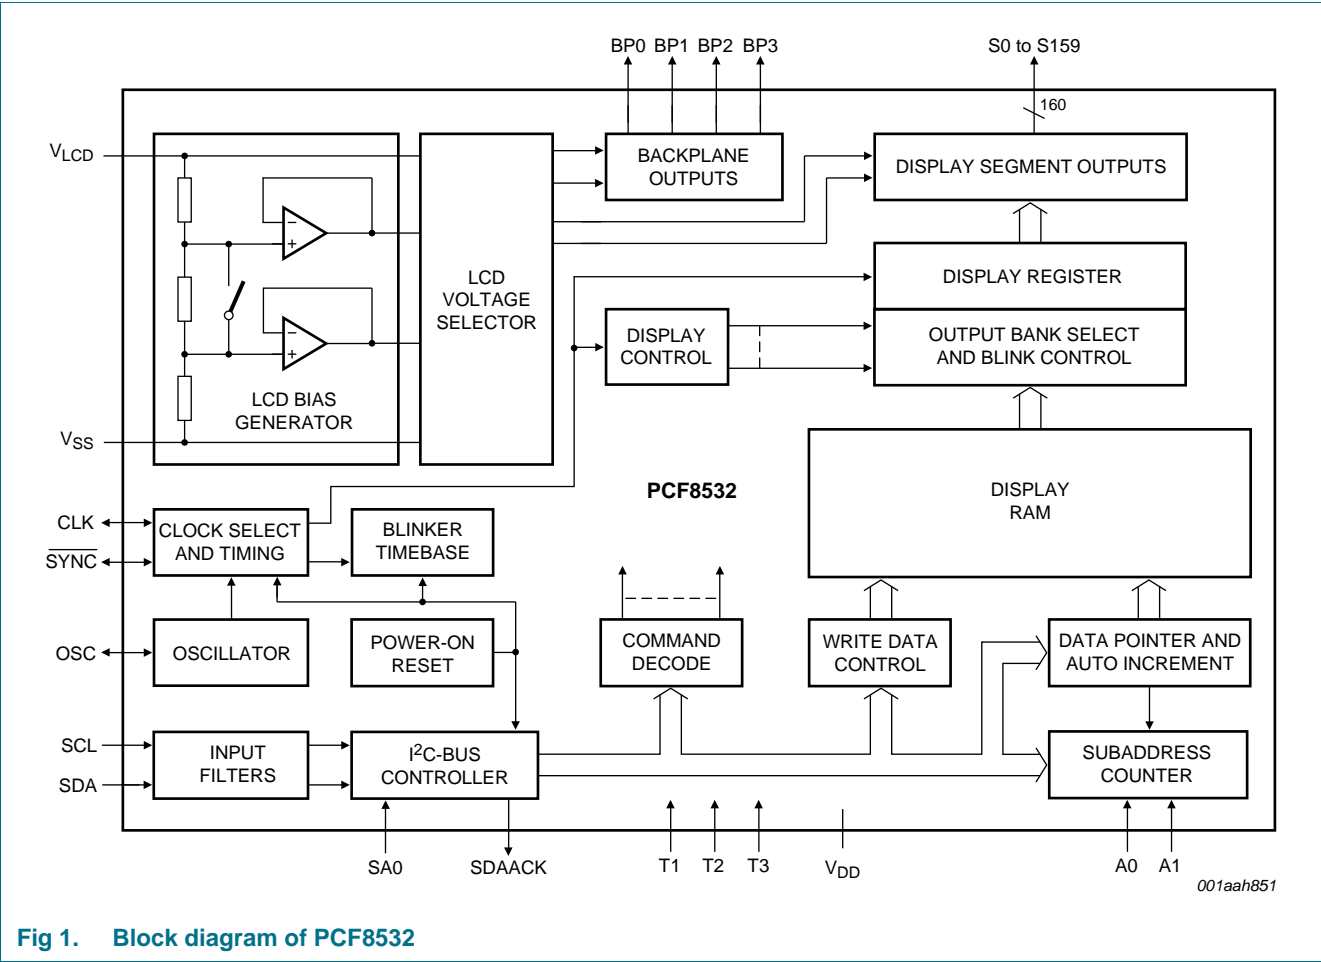 BP0 BP1 BP2 BP3
S0 to S159
160
VLCD
BACKPLANE
OUTPUTS
DISPLAY SEGMENT OUTPUTS
LCD
VOLTAGE
SELECTOR
DISPLAY REGISTER
DISPLAY
CONTROL
OUTPUT BANK SELECT
AND BLINK CONTROL
LCD BIAS
GENERATOR
VSS
PCF8532
DISPLAY
RAM
CLK
SYNC
CLOCK SELECT
AND TIMING
BLINKER
TIMEBASE
OSC
OSCILLATOR
POWER-ON
RESET
COMMAND
DECODE
WRITE DATA
CONTROL
DATA POINTER AND
AUTO INCREMENT
SCL
SDA
INPUT
FILTERS
I2C-BUS
CONTROLLER
SUBADDRESS
COUNTER
SA0
SDAACK
T1 T2 T3
VDD
A0 A1
001aah851
Fig 1. Block diagram of PCF8532